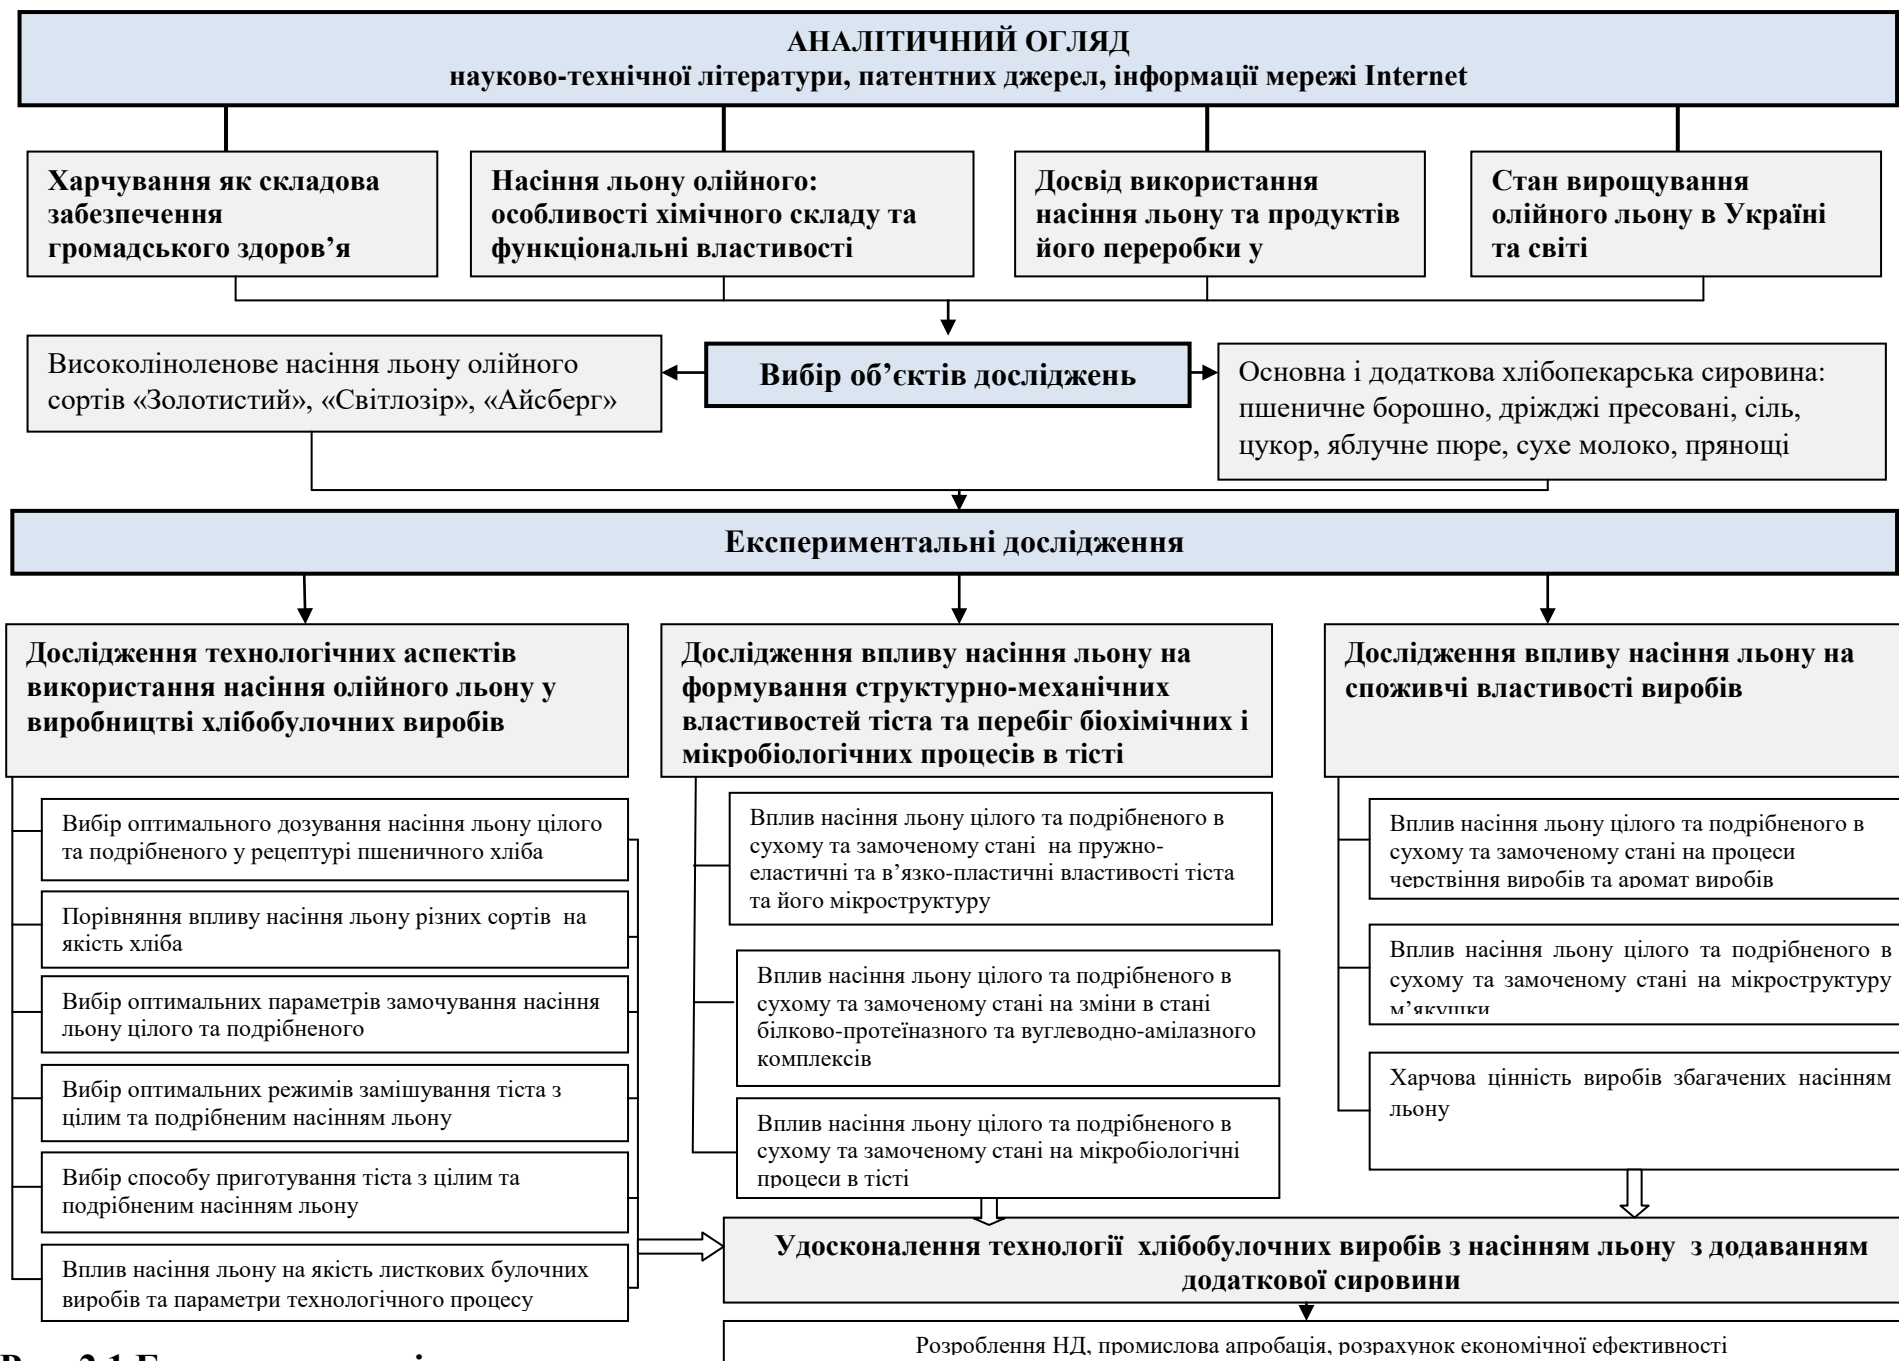 АНАЛІТИЧНИЙ ОГЛЯД
науково-технічної літератури, патентних джерел, інформації мережі Internet
Харчування як складова
забезпечення
громадського здоров’я
Насіння льону олійного:
особливості хімічного складу та
функціональні властивості
Досвід використання
насіння льону та продуктів
його переробки у
Стан вирощування
олійного льону в Україні
та світі
Високоліноленове насіння льону олійного
сортів «Золотистий», «Світлозір», «Айсберг»
Вибір об’єктів досліджень
Основна і додаткова хлібопекарська сировина:
пшеничне борошно, дріжджі пресовані, сіль,
цукор, яблучне пюре, сухе молоко, прянощі
Експериментальні дослідження
Дослідження технологічних аспектів
використання насіння олійного льону у
виробництві хлібобулочних виробів
Вибір оптимального дозування насіння льону цілого
та подрібненого у рецептурі пшеничного хліба
Порівняння впливу насіння льону різних сортів на
якість хліба
Вибір оптимальних параметрів замочування насіння
льону цілого та подрібненого
Вибір оптимальних режимів замішування тіста з
цілим та подрібненим насінням льону
Вибір способу приготування тіста з цілим та
подрібненим насінням льону
Вплив насіння льону на якість листкових булочних
виробів та параметри технологічного процесу
Дослідження впливу насіння льону на
формування структурно-механічних
властивостей тіста та перебіг біохімічних і
мікробіологічних процесів в тісті
Вплив насіння льону цілого та подрібненого в
сухому та замоченому стані на пружно-
еластичні та в’язко-пластичні властивості тіста
та його мікроструктуру
Вплив насіння льону цілого та подрібненого в
сухому та замоченому стані на зміни в стані
білково-протеїназного та вуглеводно-амілазного
комплексів
Вплив насіння льону цілого та подрібненого в
сухому та замоченому стані на мікробіологічні
процеси в тісті
Дослідження впливу насіння льону на
споживчі властивості виробів
Вплив насіння льону цілого та подрібненого в
сухому та замоченому стані на процеси
черствіння виробів та аромат виробів
Вплив насіння льону цілого та подрібненого в
сухому та замоченому стані на мікроструктуру
м’якушки
Харчова цінність виробів збагачених насінням
льону
Удосконалення технології хлібобулочних виробів з насінням льону з додаванням
додаткової сировини
Розроблення НД, промислова апробація, розрахунок економічної ефективності